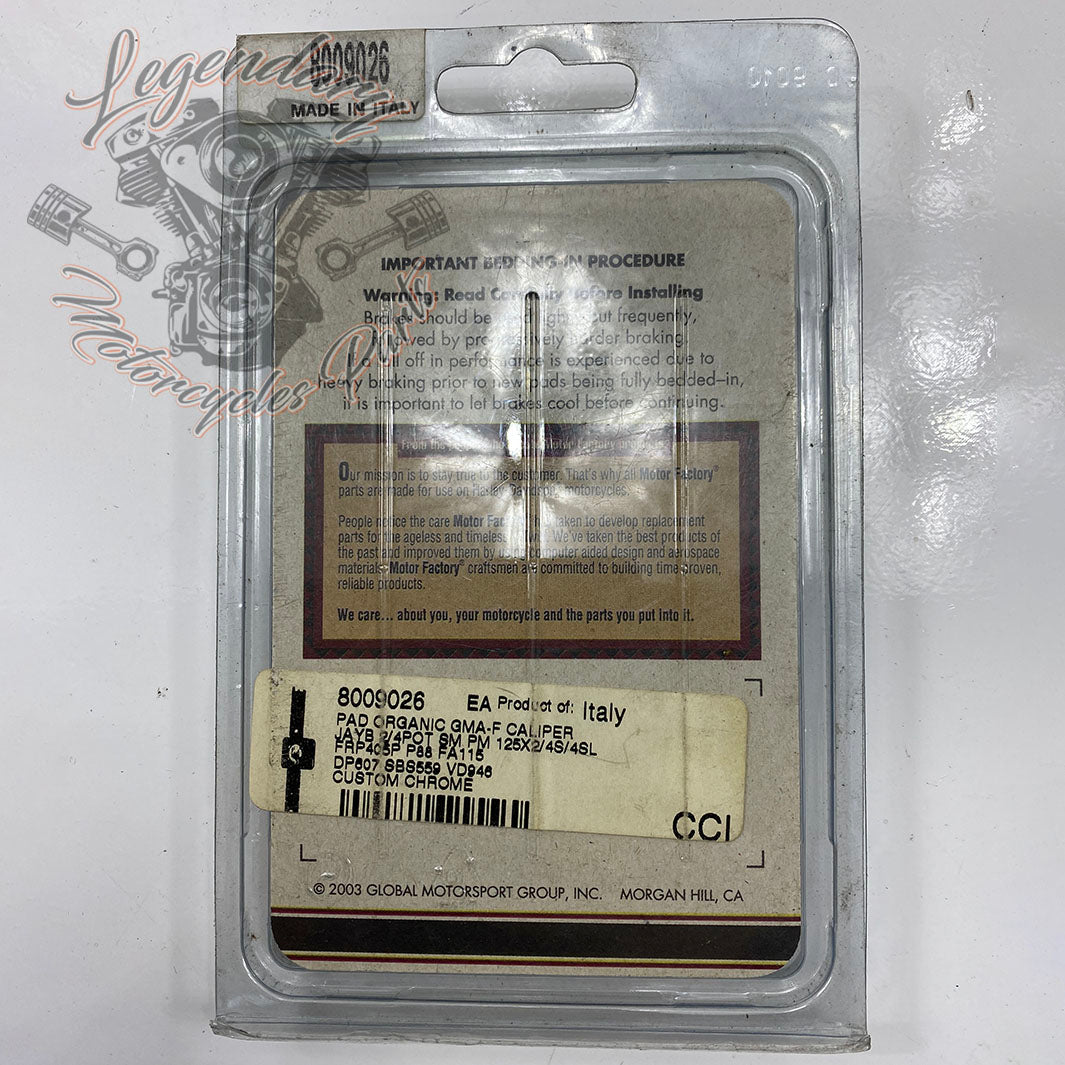 8009026
MADE IN ITALY
Legendary
Motorcycles Parts
IMPORTANT BEDDING-IN PROCEDURE
Warning: Read Carefully Before Installing
Brakes should be used lightly but frequently,
followed by progressively harder braking.
If a fall off in performance is experienced due to
heavy braking prior to new pads being fully bedded–in,
it is important to let brakes cool before continuing.
From the Motor Factory
Our mission is to stay true to the customer. That's why all Motor Factory®
parts are made for use on Harley-Davidson motorcycles.
People notice the care Motor Factory has taken to develop replacement
parts for the ageless and timeless We've taken the best products of
the past and improved them by using computer aided design and aerospace
materials. Motor Factory® craftsmen are committed to building time proven,
reliable products.
We care... about you, your motorcycle and the parts you put into it.
8009026 EA Product of: Italy
PAD ORGANIC GMA-F CALIPER
JAYB 2/4POT SM PM 125X2/4S/4SL
FRP405P P88 FA115
DP607 SBS559 VD946
CUSTOM CHROME
CCI
© 2003 GLOBAL MOTORSPORT GROUP, INC. MORGAN HILL, CA